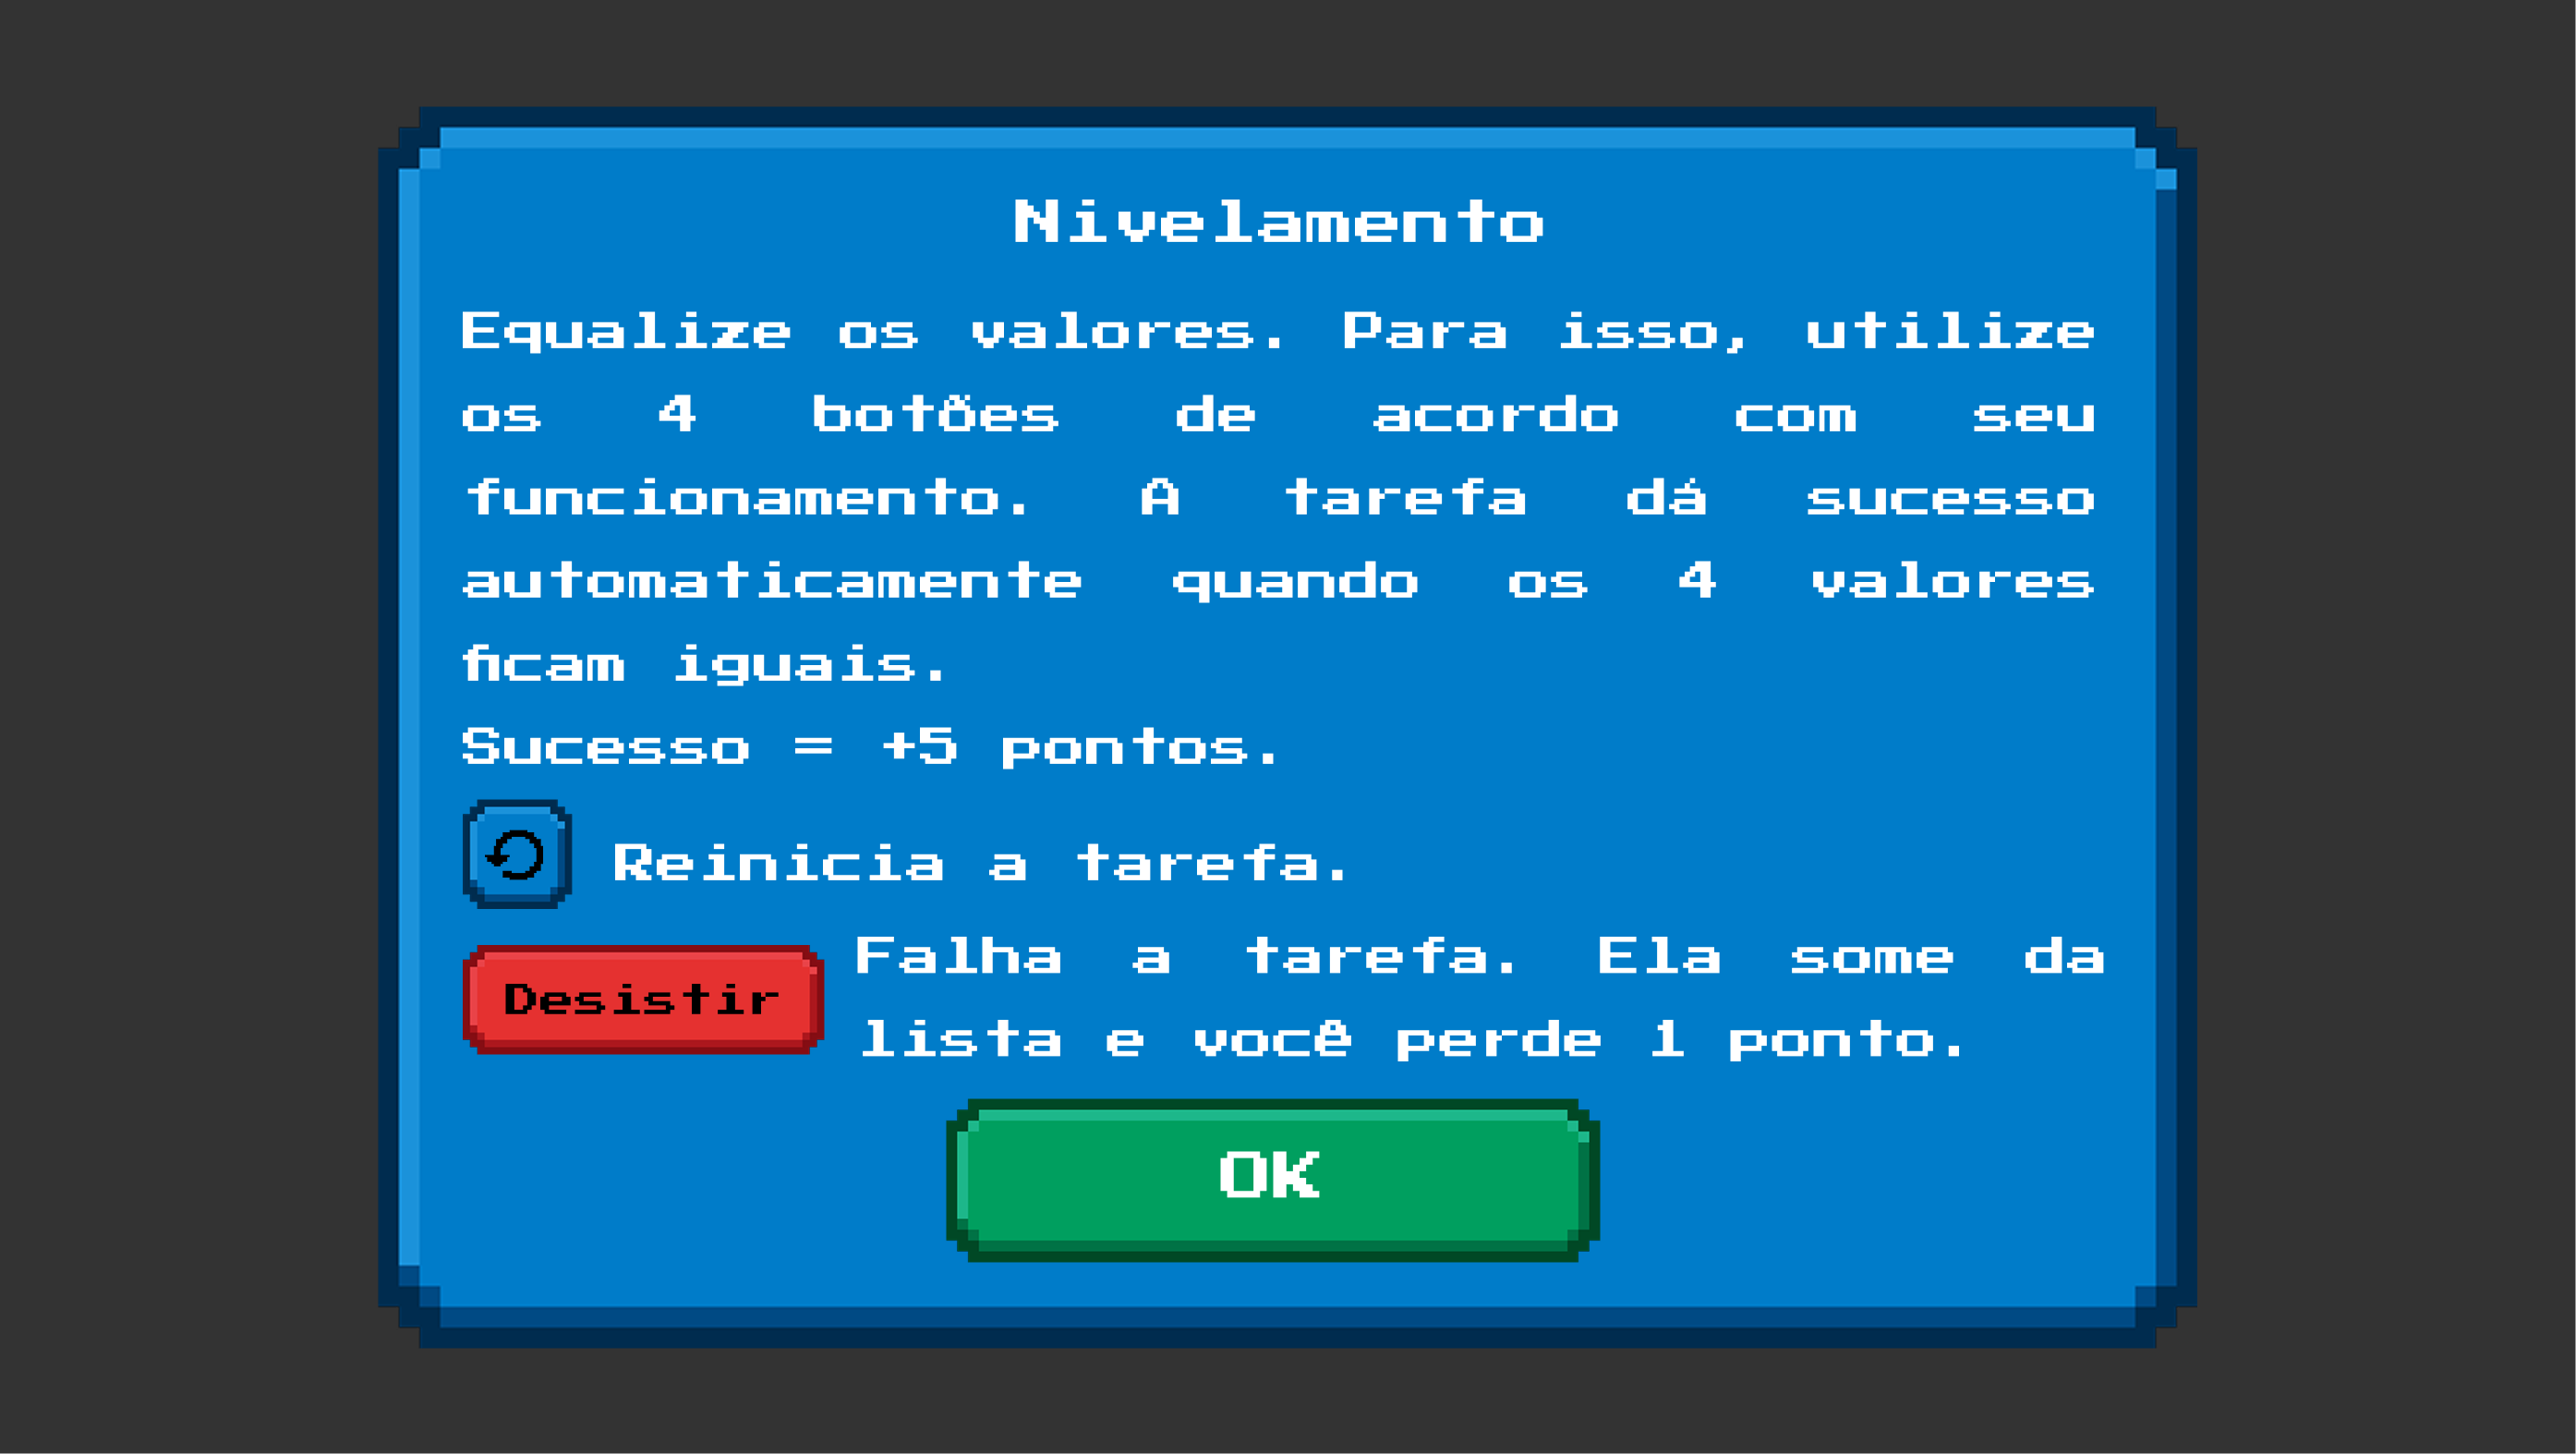 Nivelamento
Equalize os valores. Para isso, utilize
os 4 botões de acordo com seu
funcionamento. A tarefa dá sucesso
automaticamente quando os 4 valores
ficam iguais.
Sucesso = +5 pontos.
Reinicia a tarefa.
Desistir
Falha a tarefa. Ela some da
lista e você perde 1 ponto.
OK